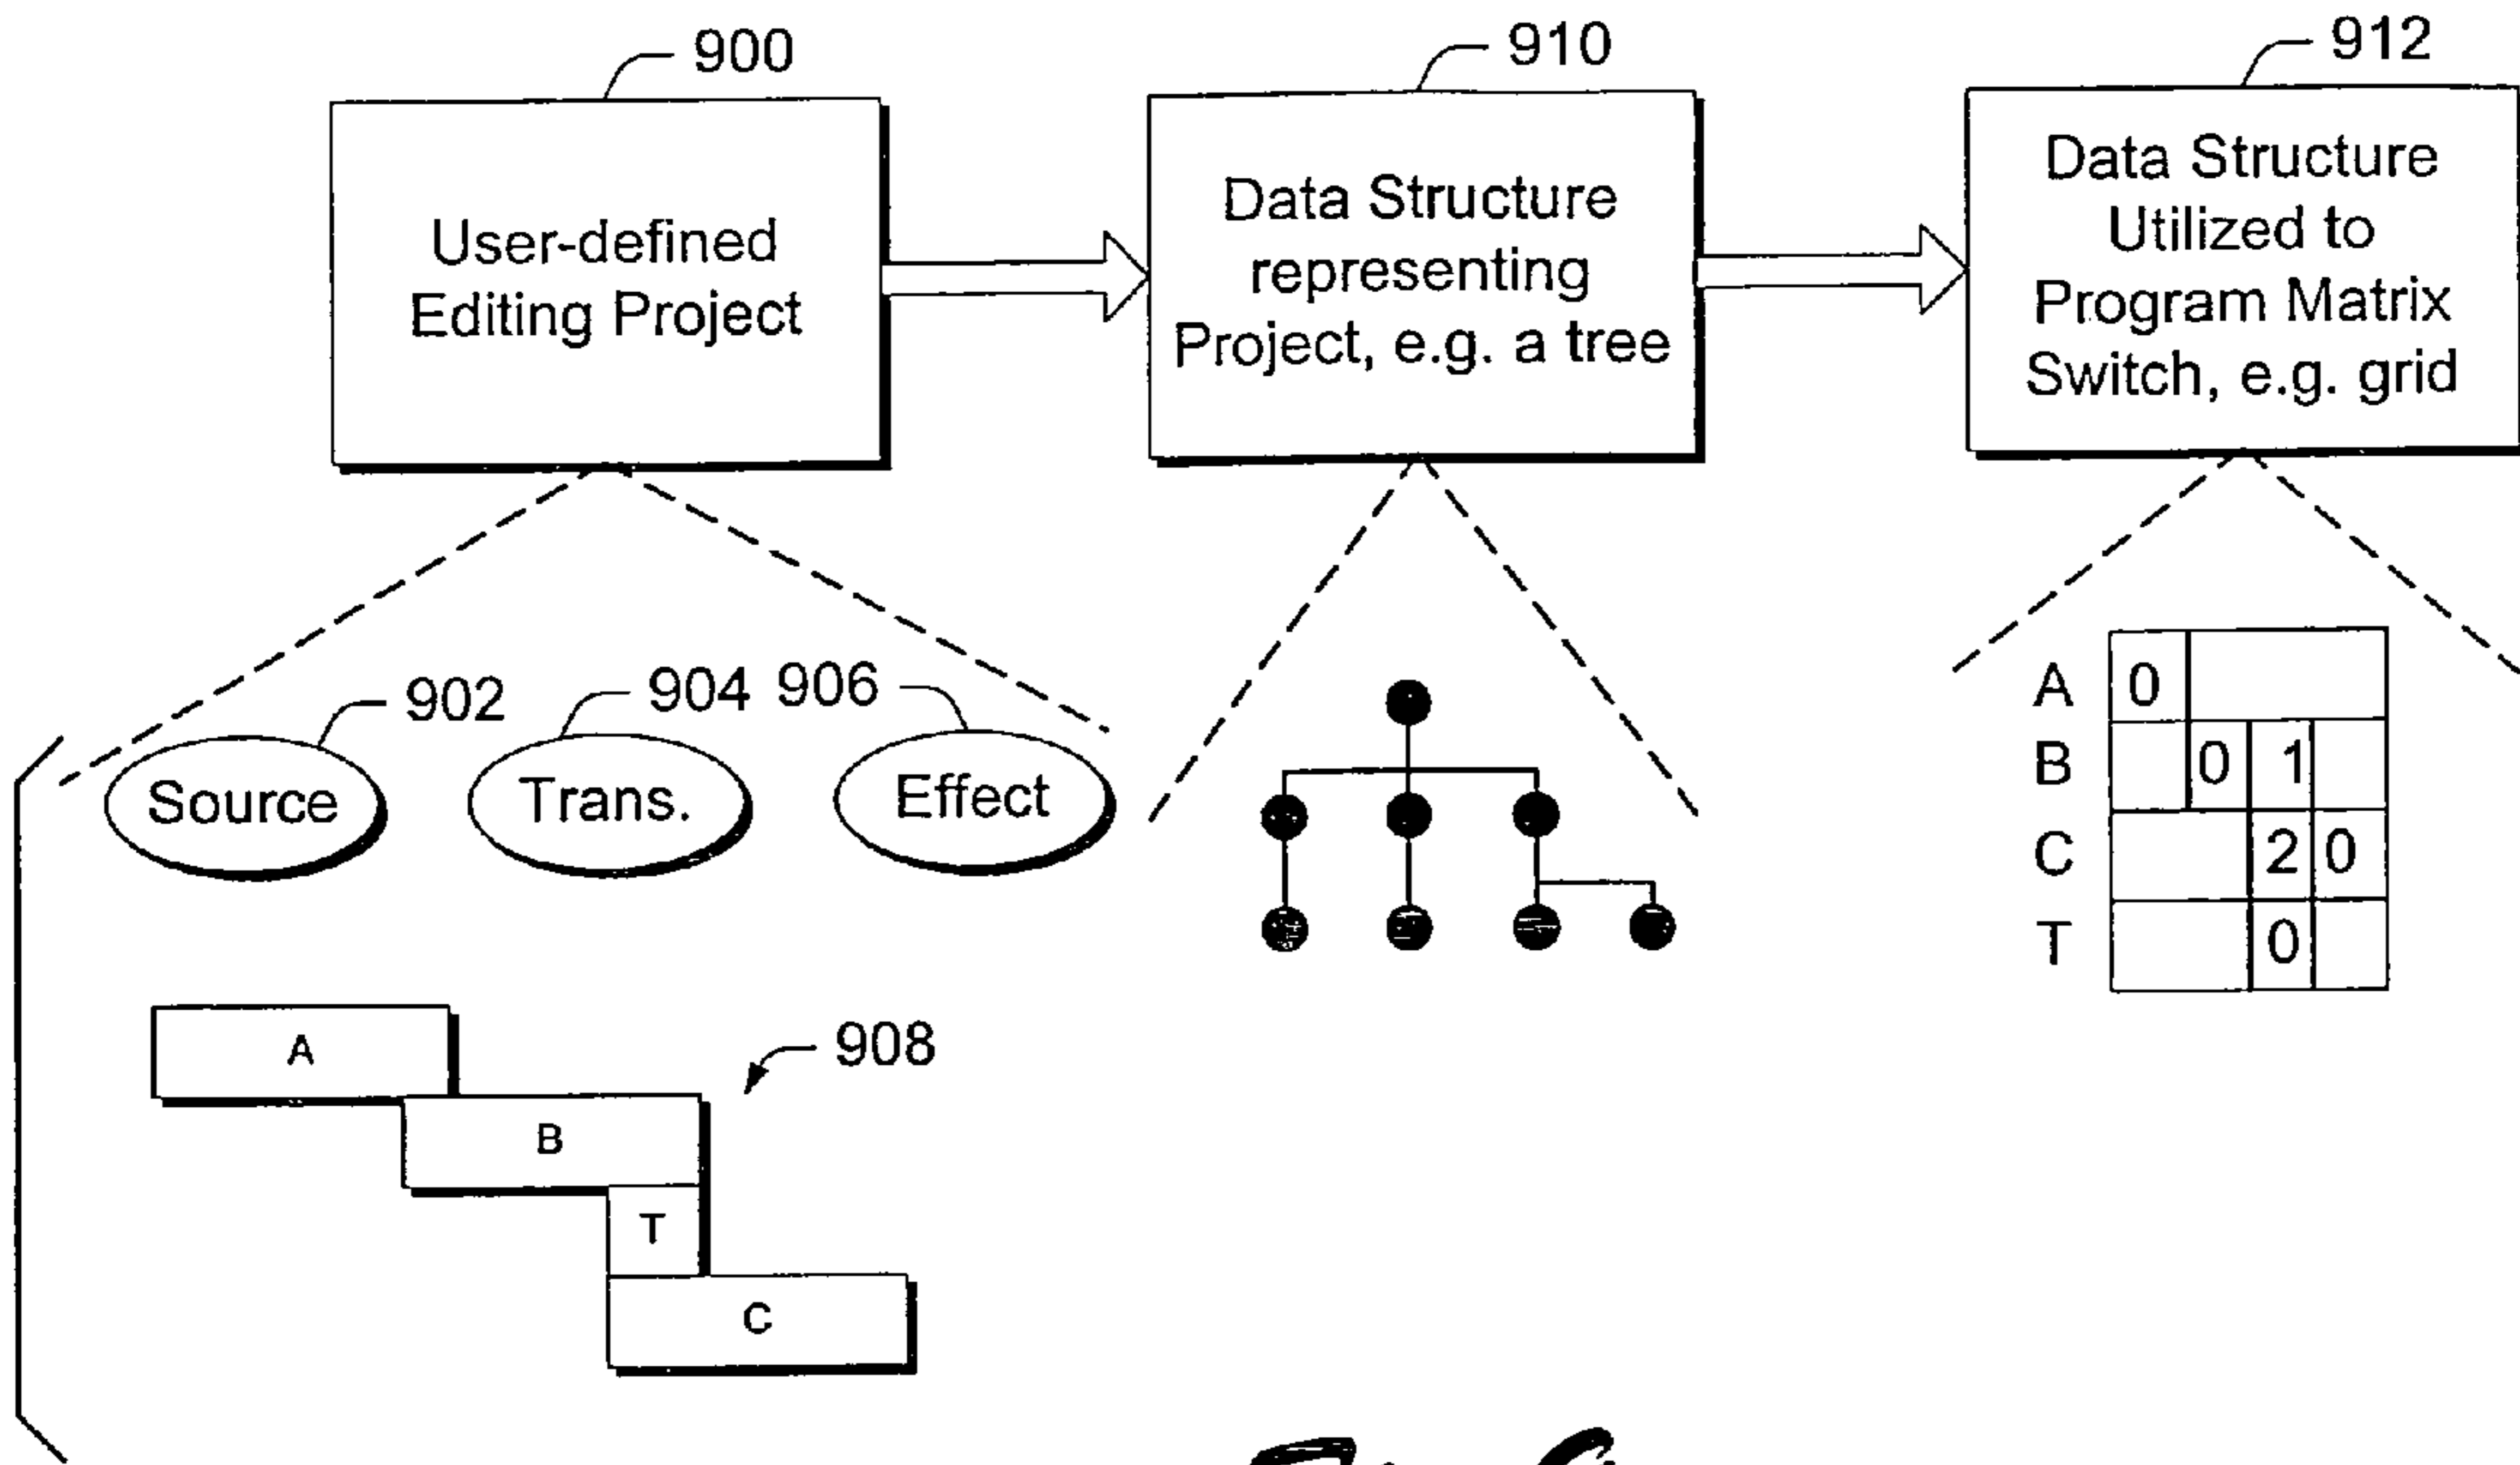 900
910
912
User-defined
Editing Project
Data Structure
representing
Project, e.g. a tree
Data Structure
Utilized to
Program Matrix
Switch, e.g. grid
902
904
906
Source
Trans.
Effect
A
B
T
C
908
A 0
B 0 1
C 2 0
T 0